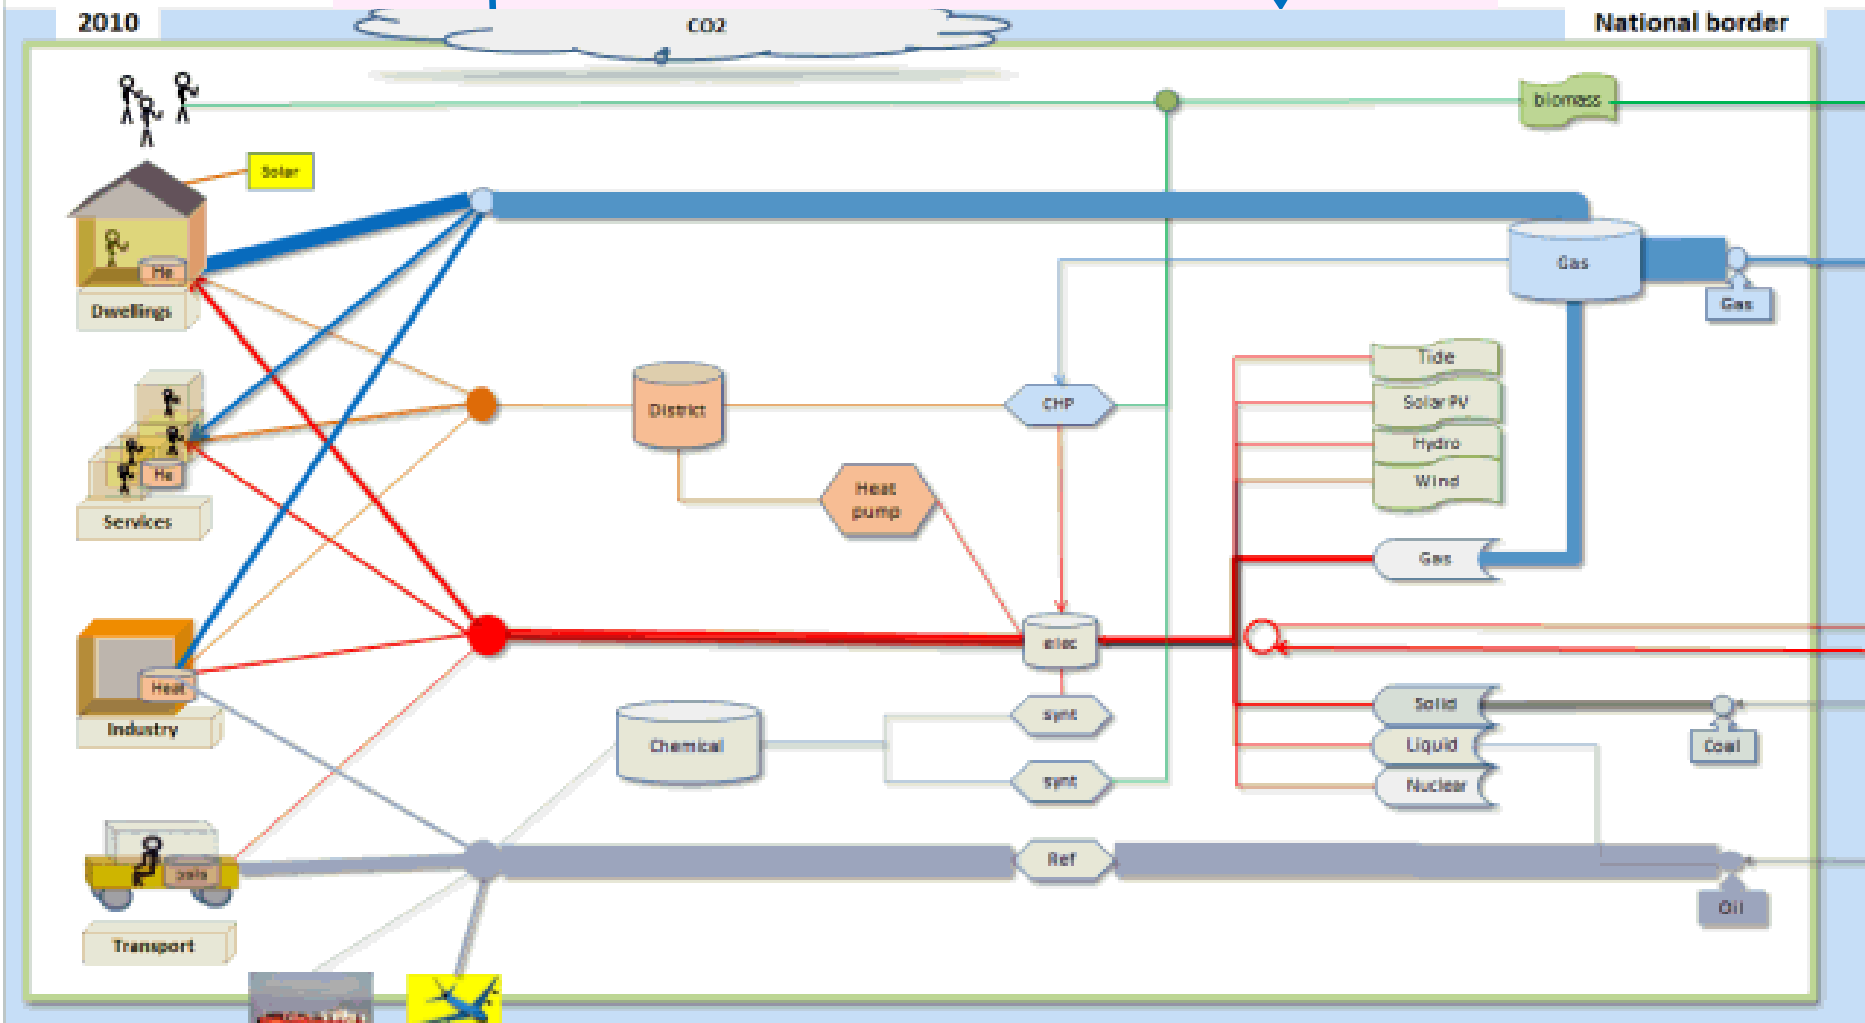 2010
CO2
National border
biomass
Solar
Gas
He
Gas
Dwellings
Tide
District
CHP
Solar PV
Hydro
He
Wind
Heat
pump
Services
Gas
elec
Heat
Solid
synt
Industry
Chemical
Liquid
Coal
synt
Nuclear
Ref
Oil
Transport